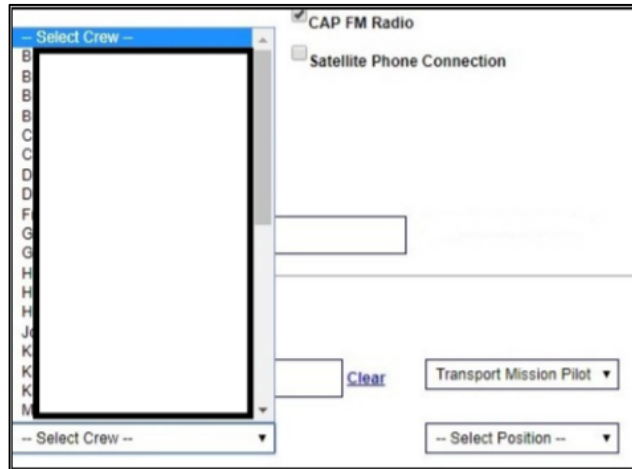 CAP FM Radio
-- Select Crew --
Satellite Phone Connection
B
B
B
B
C
C
D
D
G
G
H
H
H
K
K
K
M
Clear
Transport Mission Pilot
-- Select Crew --
-- Select Position --